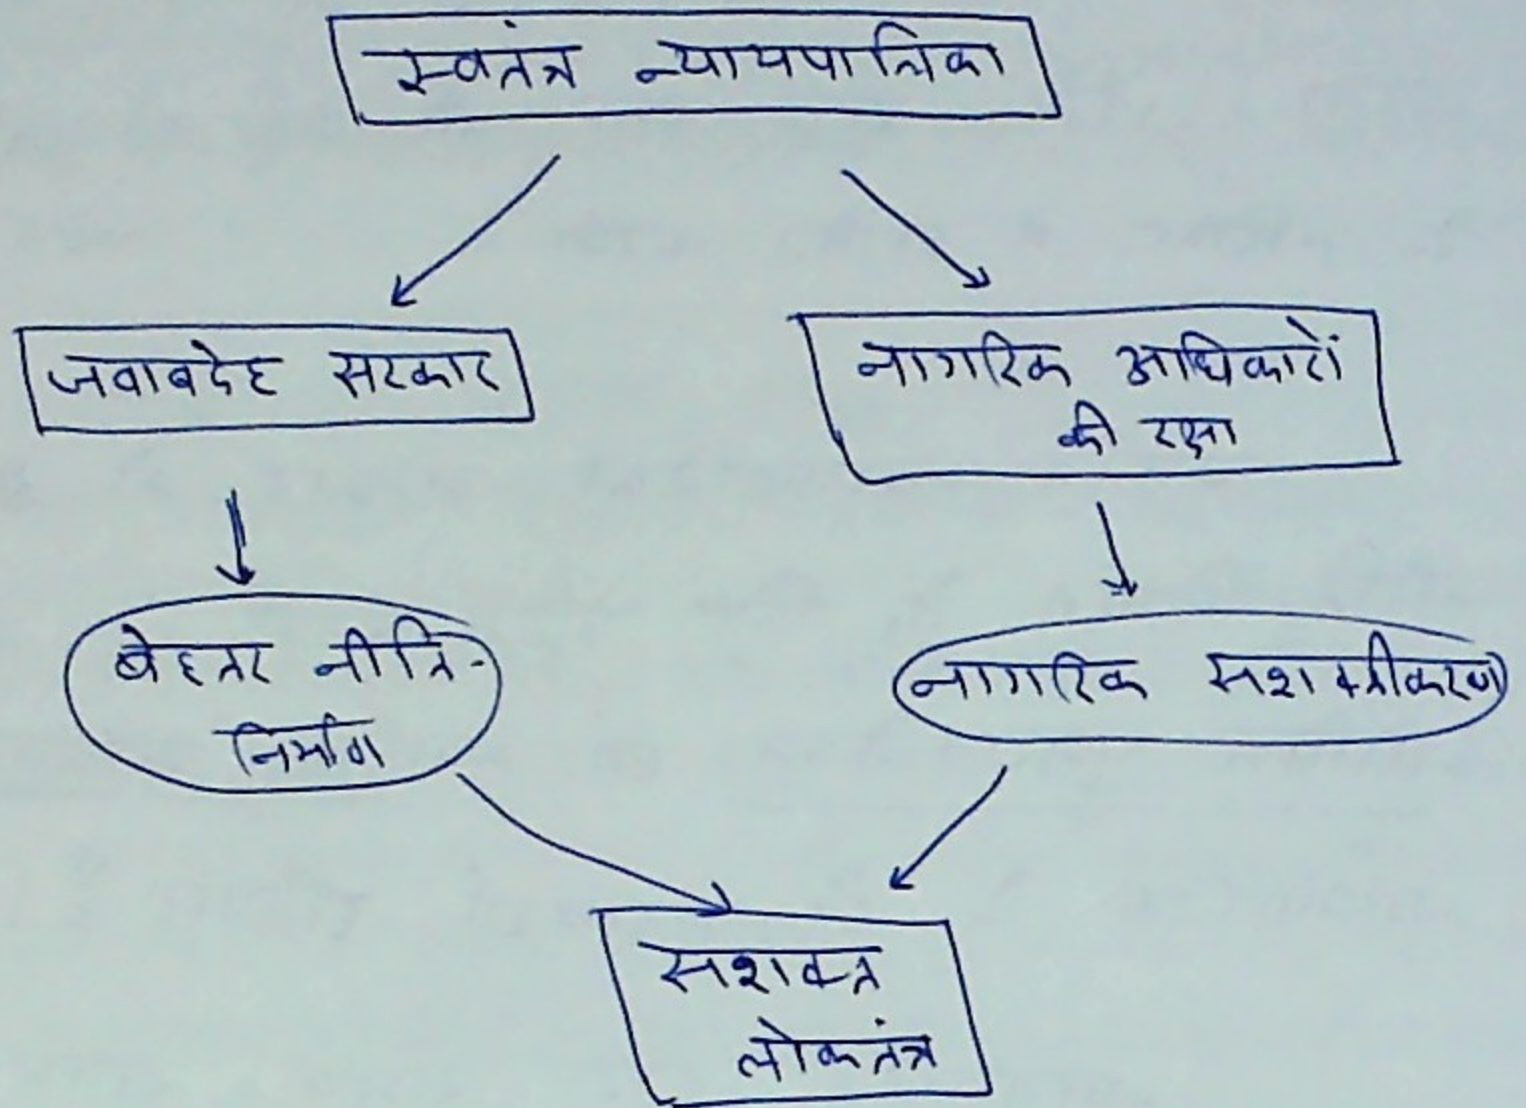 स्वतंत्र न्यायपालिका
जवाबदेह सरकार
नागरिक अधिकारों
की रक्षा
बेहतर नीति-
निर्माण
नागरिक सशक्तीकरण
सशक्त
लोकतंत्र